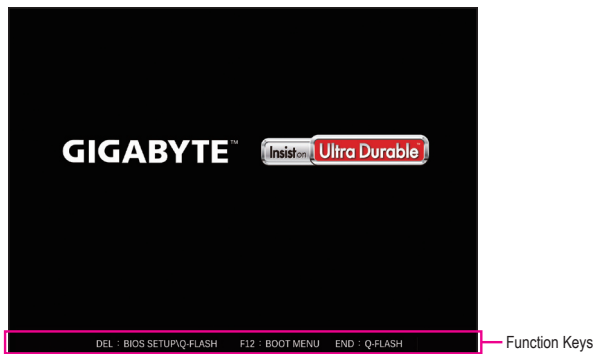 GIGABYTE™
Insist on Ultra Durable™
DEL : BIOS SETUP\Q-FLASH F12 : BOOT MENU END : Q-FLASH
Function Keys